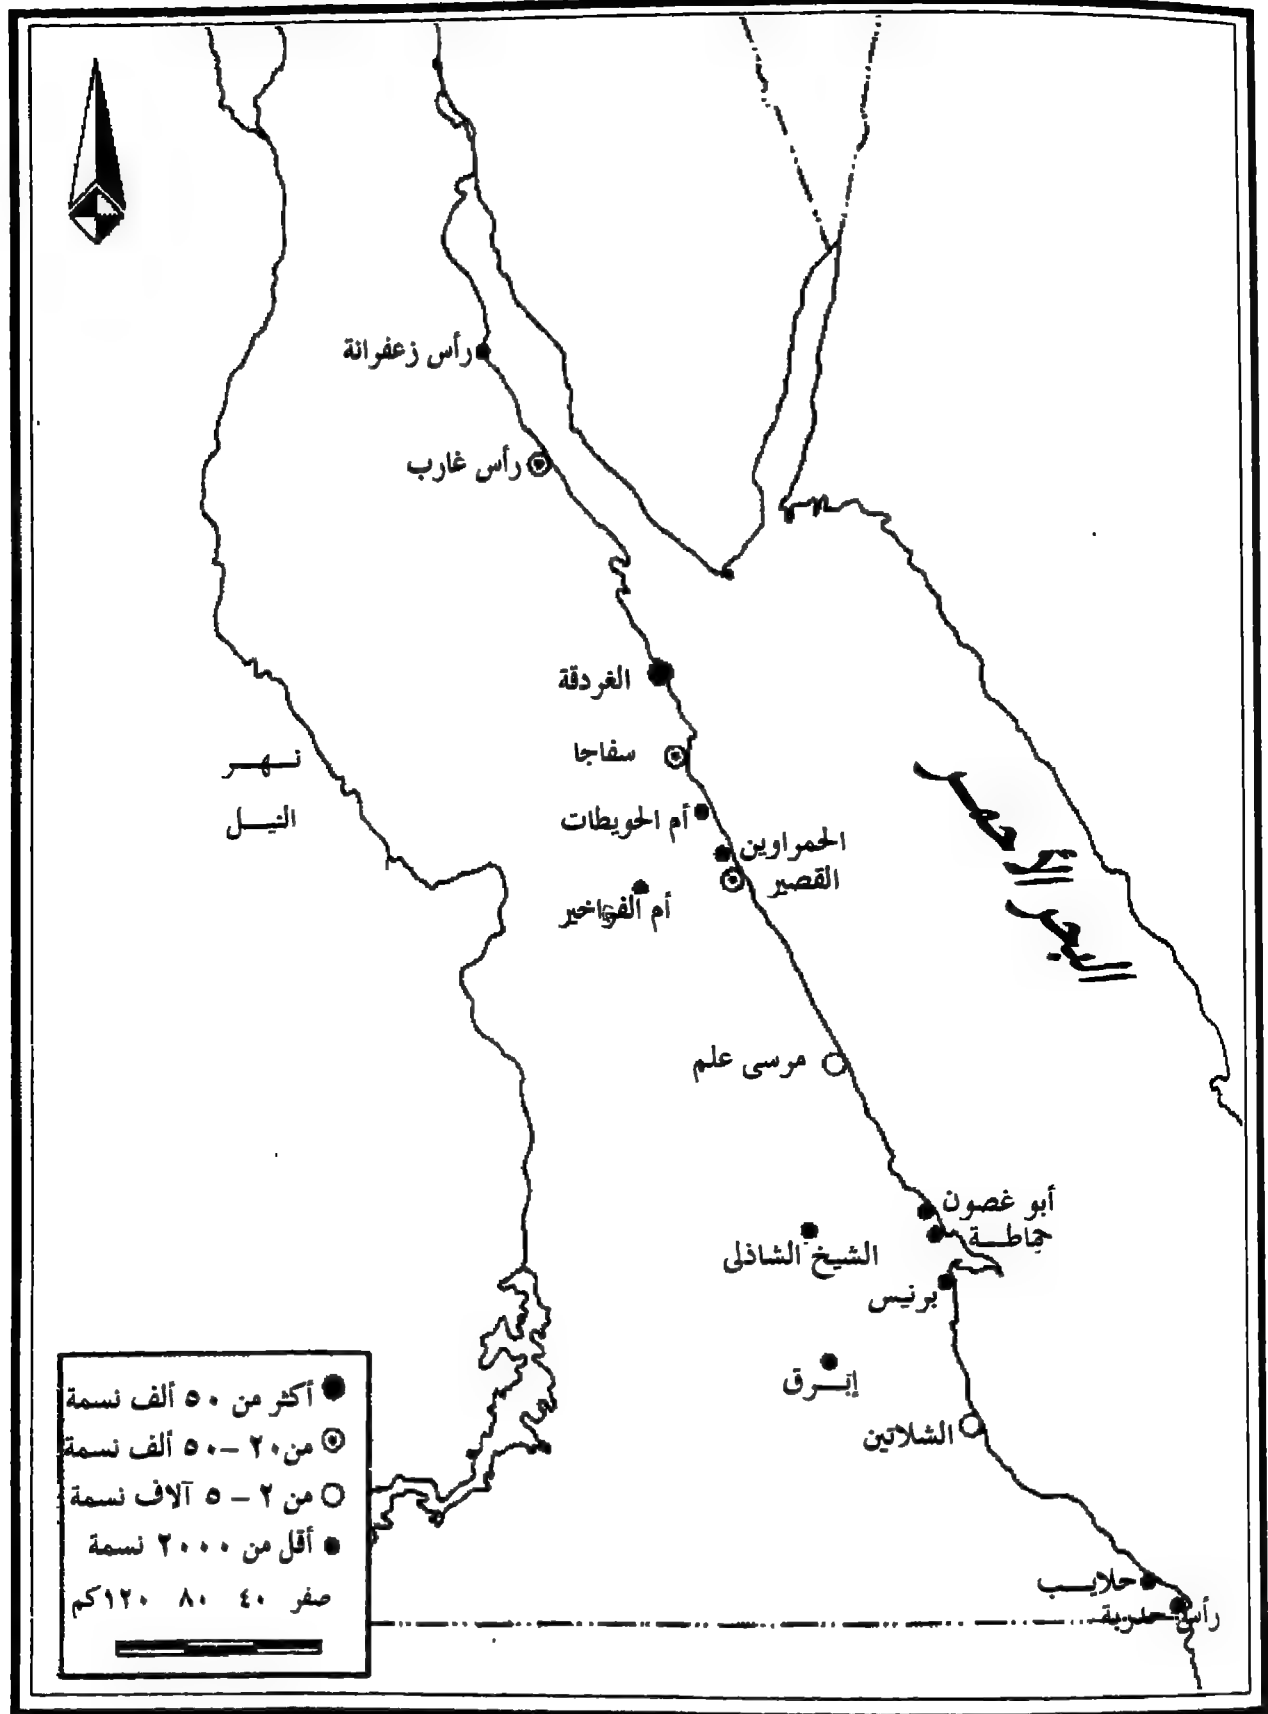 رأس زعفرانة
رأس غارب
الغردقة
سفاجا
نهر
النيل
أم الحويطات
الحمراوين
القصير
أم الفواخير
البحر
الأحمر
مرسى علم
أبو غصون
حماطة
الشيخ الشاذلى
برنيس
إبرق
الشلاتين
حلايب
رأس حدربة
أكثر من ٥٠ ألف نسمة
من ٢٠ – ٥٠ ألف نسمة
من ٢ – ٥ آلاف نسمة
أقل من ٢٠٠٠ نسمة
صفر ٤٠ ٨٠ ١٢٠كم